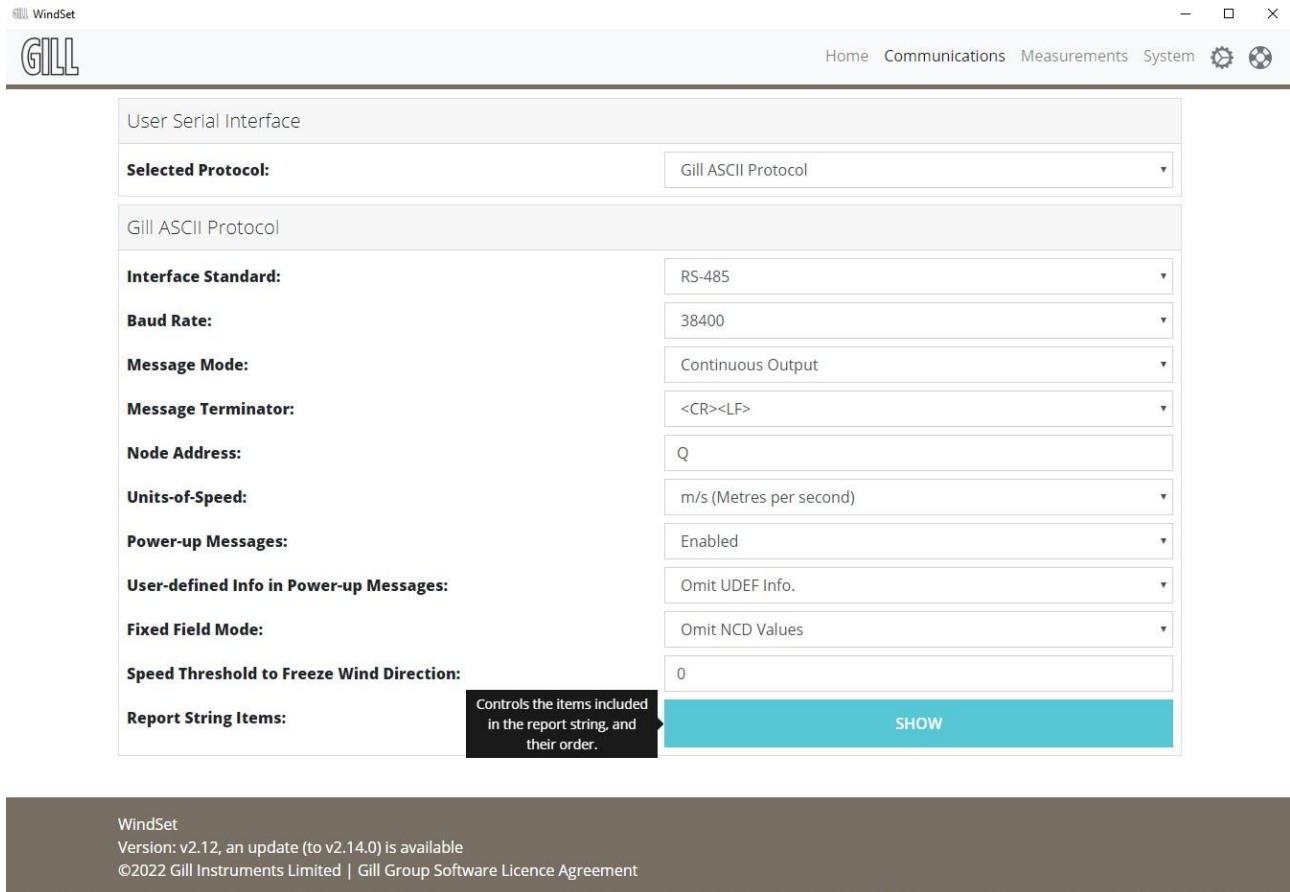 GILL WindSet
GILL
Home Communications Measurements System
User Serial Interface
Selected Protocol: Gill ASCII Protocol
Gill ASCII Protocol
Interface Standard: RS-485
Baud Rate: 38400
Message Mode: Continuous Output
Message Terminator: <CR><LF>
Node Address: Q
Units-of-Speed: m/s (Metres per second)
Power-up Messages: Enabled
User-defined Info in Power-up Messages: Omit UDEF Info.
Fixed Field Mode: Omit NCD Values
Speed Threshold to Freeze Wind Direction: 0
Report String Items:
Controls the items included
in the report string, and
their order.
SHOW
WindSet
Version: v2.12, an update (to v2.14.0) is available
©2022 Gill Instruments Limited | Gill Group Software Licence Agreement